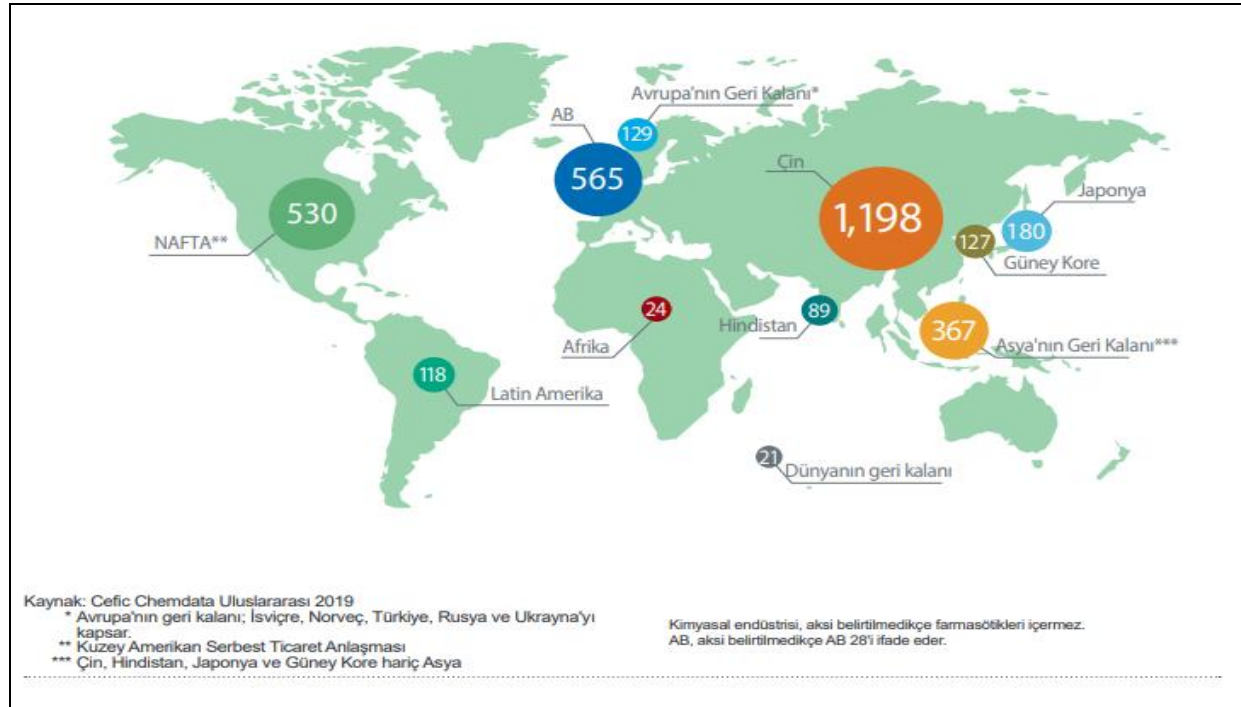 Avrupa'nın Geri Kalanı*
AB
129
565
Çin
1,198
Japonya
180
127
Güney Kore
530
NAFTA**
24
Afrika
Hindistan
89
367
Asya'nın Geri Kalanı***
118
Latin Amerika
21
Dünyanın geri kalanı
Kaynak: Cefic Chemdata Uluslararası 2019
* Avrupa'nın geri kalanı; İsviçre, Norveç, Türkiye, Rusya ve Ukrayna'yı
kapsar.
** Kuzey Amerikan Serbest Ticaret Anlaşması
*** Çin, Hindistan, Japonya ve Güney Kore hariç Asya
Kimyasal endüstrisi, aksi belirtilmedikçe farmasötikleri içermez.
AB, aksi belirtilmedikçe AB 28'i ifade eder.